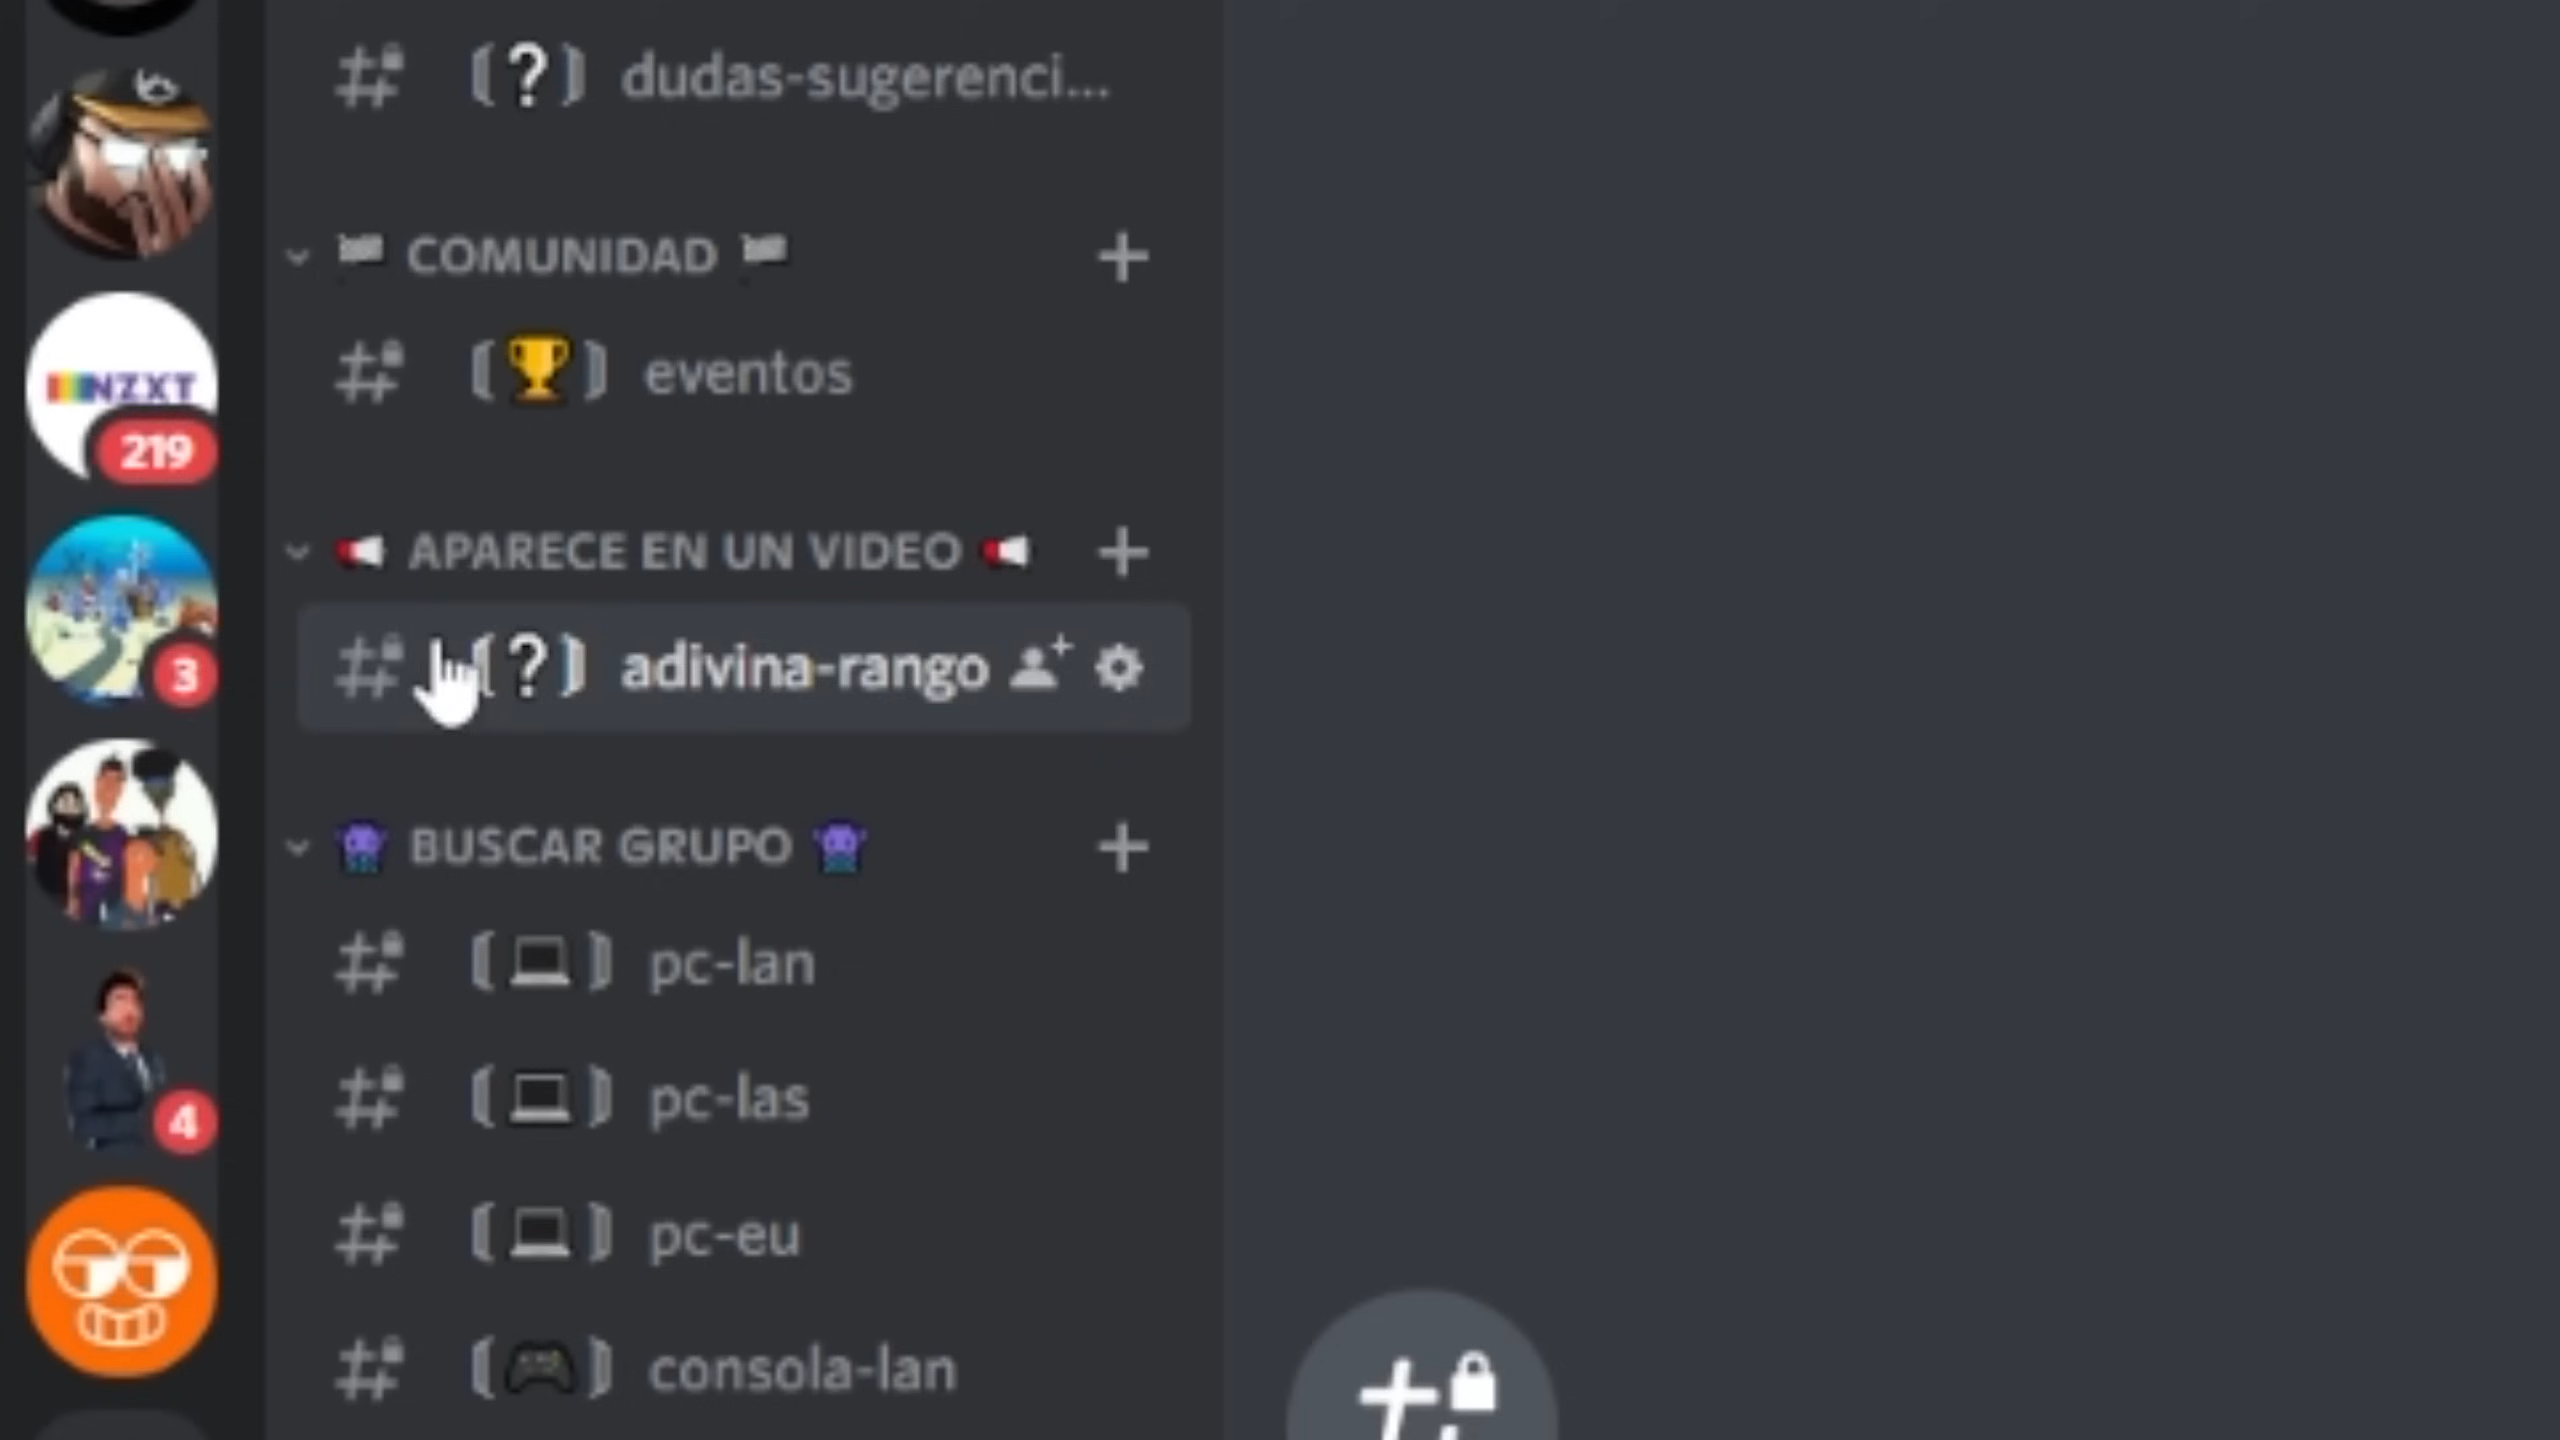 dudas-sugerenci...
COMUNIDAD
eventos
NZXT
219
APARECE EN UN VIDEO
adivina-rango
3
BUSCAR GRUPO
pc-lan
pc-las
4
pc-eu
consola-lan